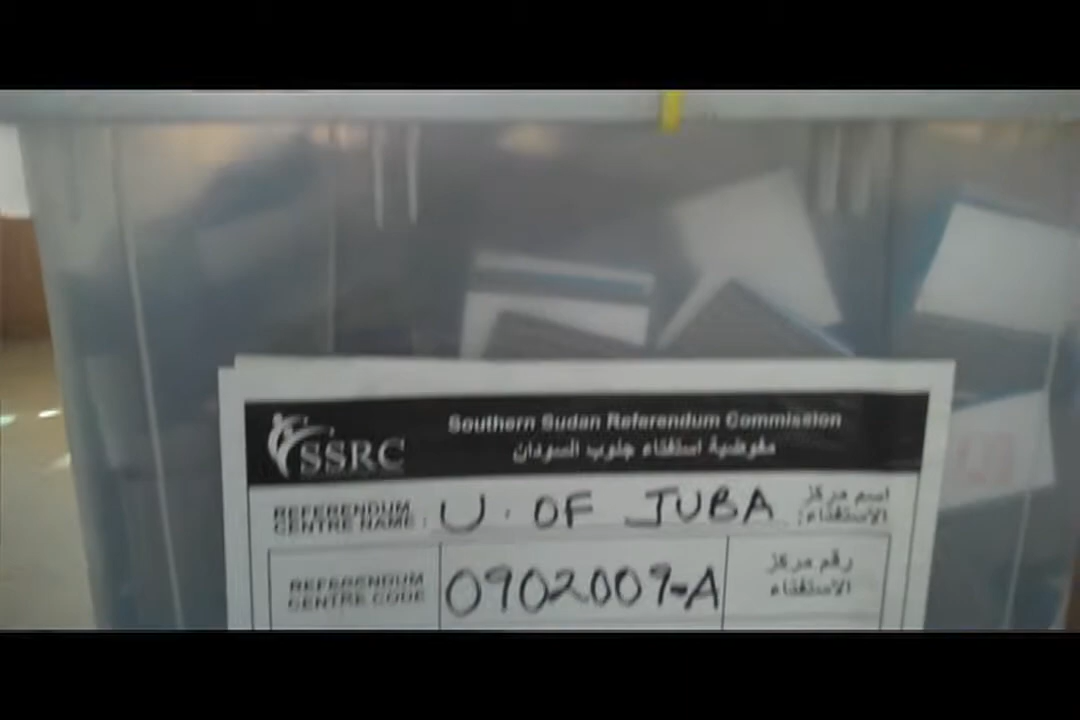 SSRC
Southern Sudan Referendum Commission
مفوضية استفتاء جنوب السودان
REFERENDUM CENTRE NAME: U. OF JUBA اسم مركز الاستفتاء:
REFERENDUM CENTRE CODE 0902009-A رقم مركز الاستفتاء